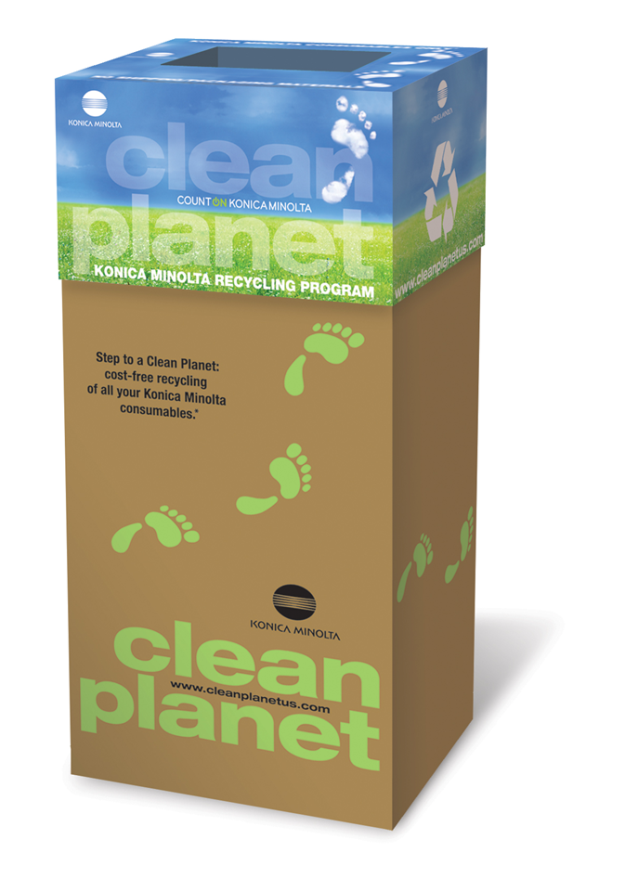 KONICA MINOLTA
clean
COUNT ON KONICA MINOLTA
planet
KONICA MINOLTA RECYCLING PROGRAM
KONICA MINOLTA
www.cleanplanetus.com
Step to a Clean Planet:
cost-free recycling
of all your Konica Minolta
consumables.*
KONICA MINOLTA
clean
www.cleanplanetus.com
planet